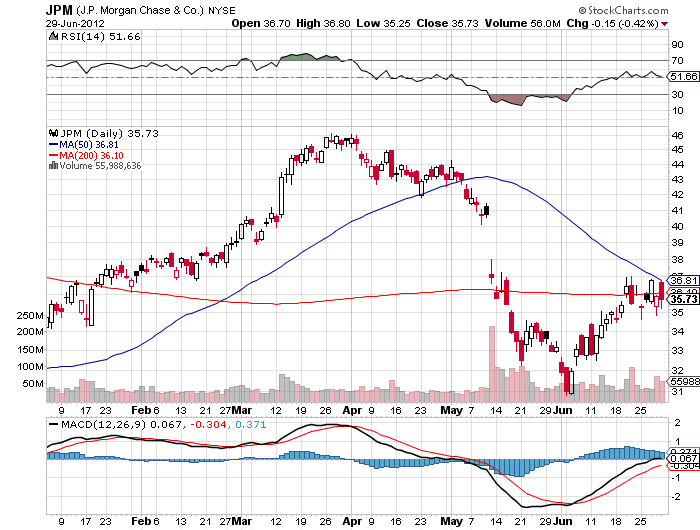 JPM (J.P. Morgan Chase & Co.) NYSE © StockCharts.com
29-Jun-2012 Open 36.70 High 36.80 Low 35.25 Close 35.73 Volume 56.0M Chg -0.15 (-0.42%)
RSI(14) 51.66
90
70
51.66
30
10
JPM (Daily) 35.73
MA(50) 36.81
MA(200) 36.10
Volume 55,988,636
46
45
44
43
42
41
40
39
38
37
36.81
36.10
35.73
35
34
33
32
31
250M
200M
150M
100M
50M
55988
9 17 23 Feb 6 13 21 27 Mar 12 19 26 Apr 9 16 23 May 7 14 21 29 Jun 11 18 25
MACD(12,26,9) 0.067, -0.304, 0.371
2
1
0.371
0.067
-0.304
-1
-2
9 17 23 Feb 6 13 21 27 Mar 12 19 26 Apr 9 16 23 May 7 14 21 29 Jun 11 18 25